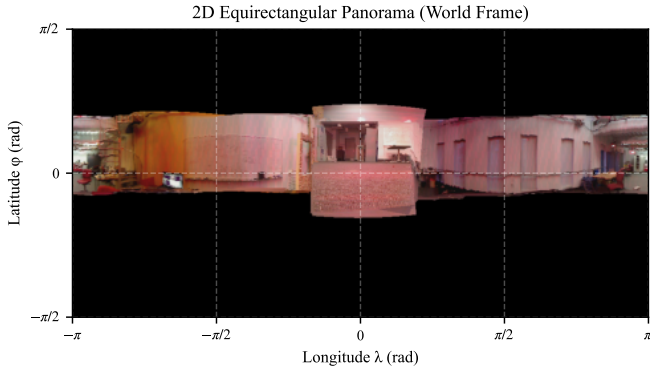 2D Equirectangular Panorama (World Frame)
π/2
0
−π/2
Latitude φ (rad)
−π
−π/2
0
π/2
π
Longitude λ (rad)